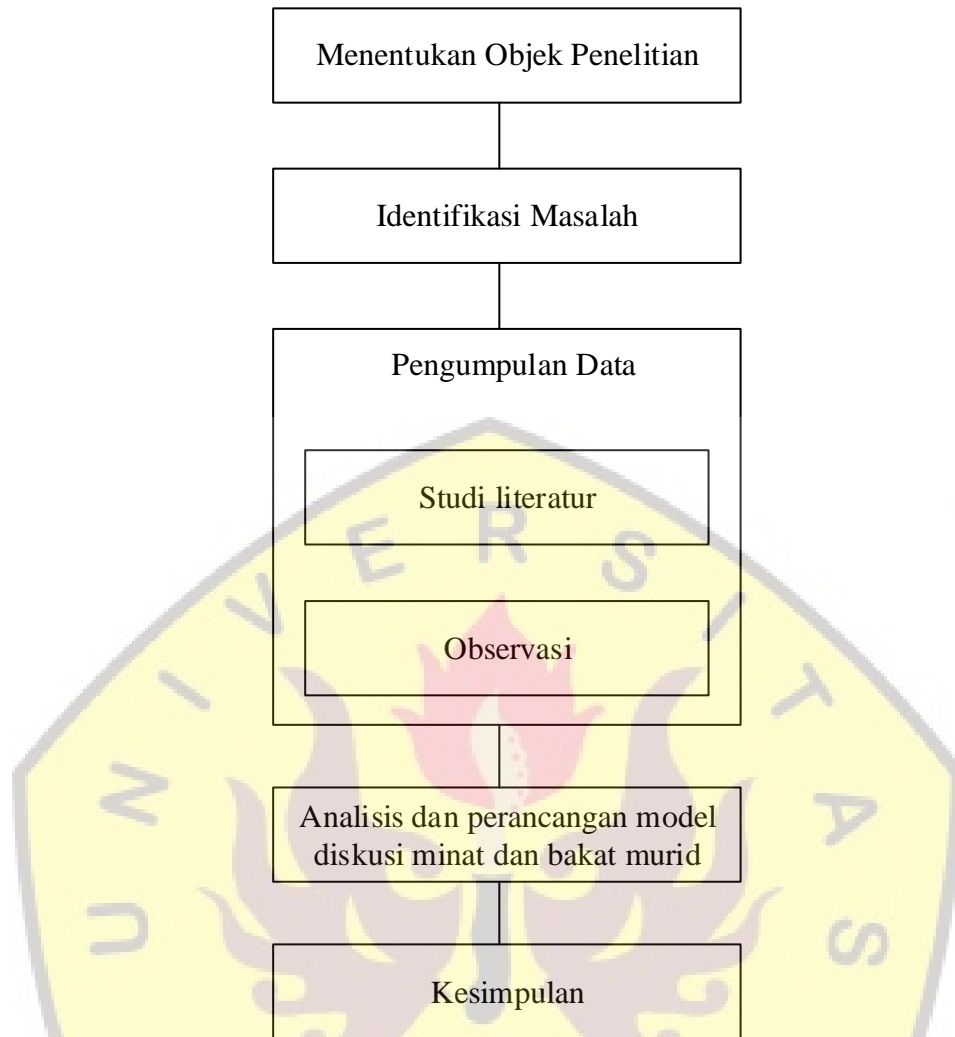 Menentukan Objek Penelitian
Identifikasi Masalah
Pengumpulan Data
Studi literatur
Observasi
Analisis dan perancangan model
diskusi minat dan bakat murid
Kesimpulan
UNIVERSITAS